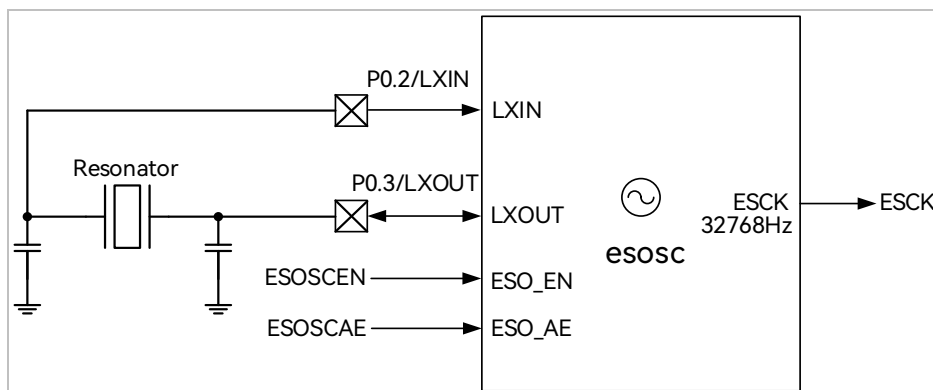 P0.2/LXIN
LXIN
Resonator
P0.3/LXOUT
LXOUT
ESCK
32768Hz
ESCK
esosc
ESOSCEN
ESO_EN
ESOSCAE
ESO_AE